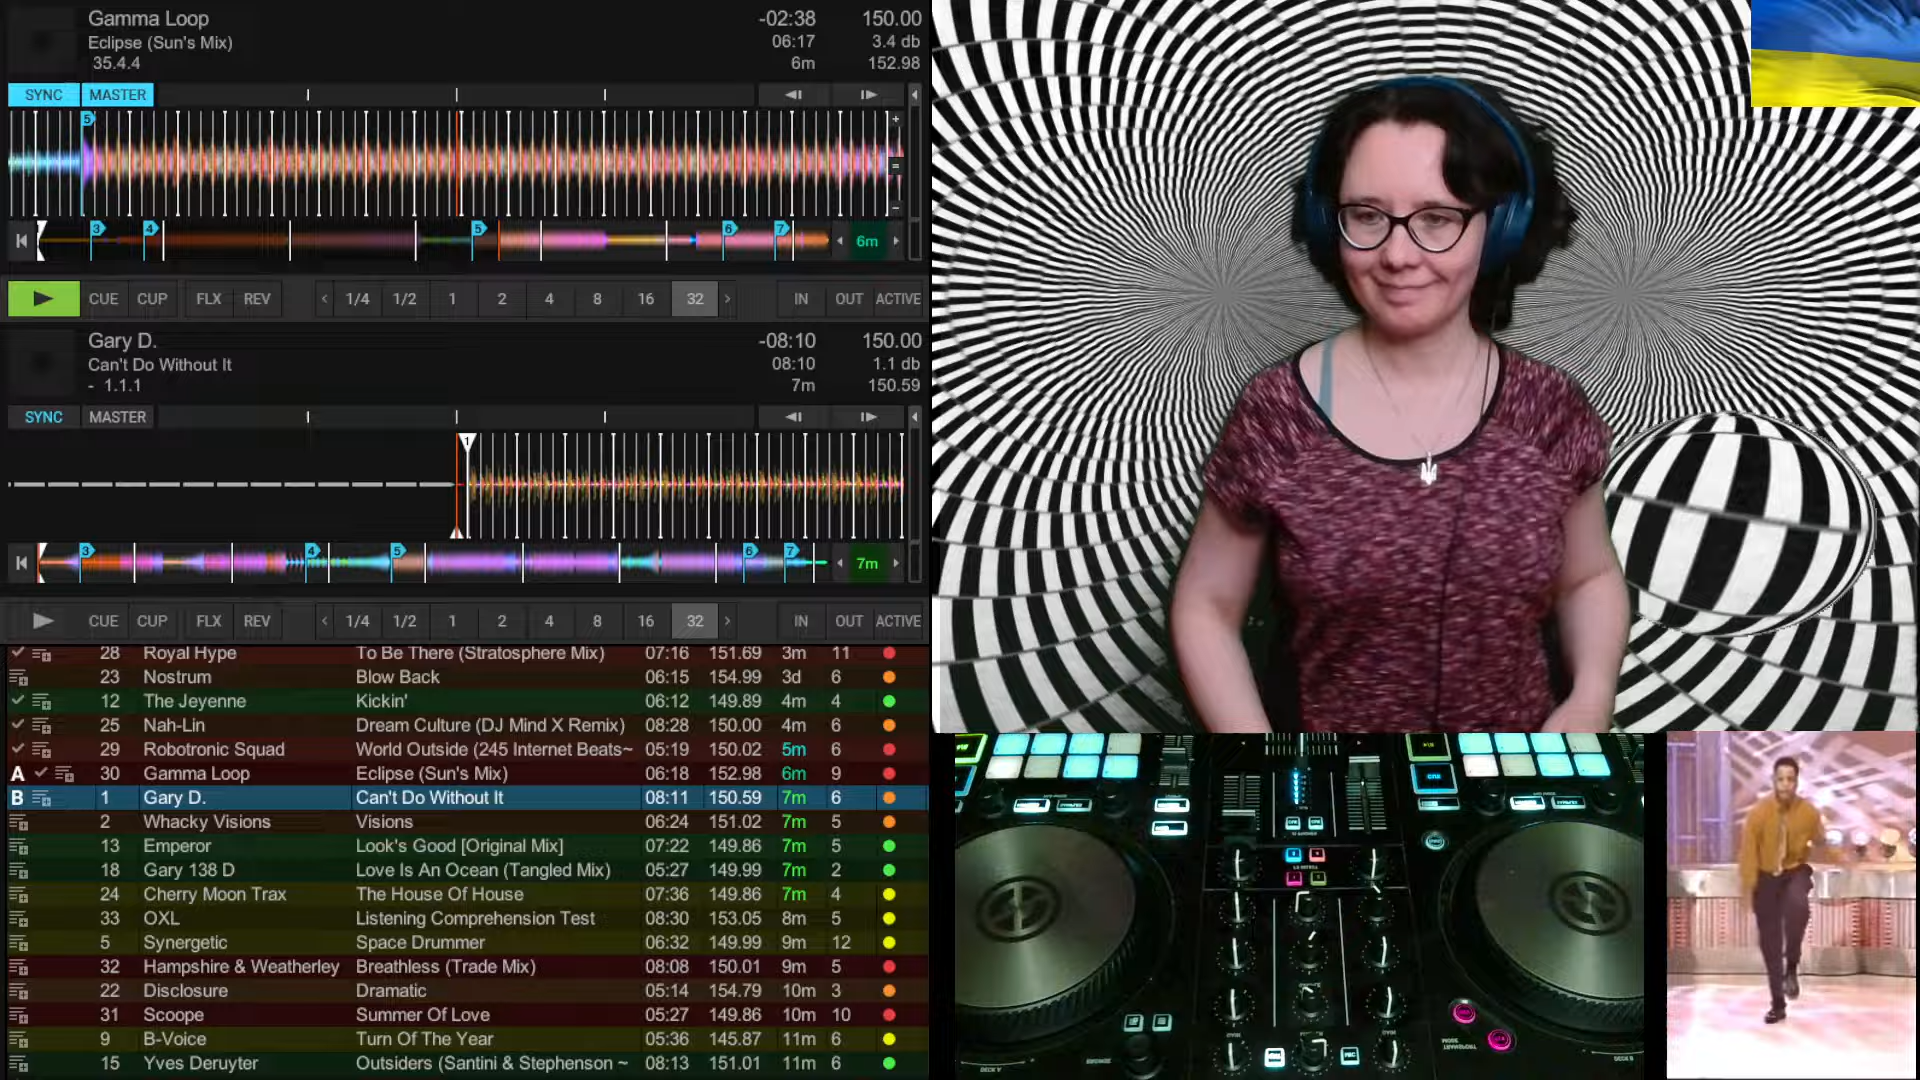 Gamma Loop -02:38 150.00
Eclipse (Sun's Mix) 06:17 3.4 db
35.4.4 6m 152.98
SYNC MASTER
5
3 4 5 6 7 6m
CUE CUP FLX REV 1/4 1/2 1 2 4 8 16 32 IN OUT ACTIVE
Gary D. -08:10 150.00
Can't Do Without It 08:10 1.1 db
- 1.1.1 7m 150.59
SYNC MASTER
1
3 4 5 6 7 7m
CUE CUP FLX REV 1/4 1/2 1 2 4 8 16 32 IN OUT ACTIVE
28 Royal Hype To Be There (Stratosphere Mix) 07:16 151.69 3m 11
23 Nostrum Blow Back 06:15 154.99 3d 6
12 The Jeyenne Kickin' 06:12 149.89 4m 4
25 Nah-Lin Dream Culture (DJ Mind X Remix) 08:28 150.00 4m 6
29 Robotronic Squad World Outside (245 Internet Beats~ 05:19 150.02 5m 6
A 30 Gamma Loop Eclipse (Sun's Mix) 06:18 152.98 6m 9
B 1 Gary D. Can't Do Without It 08:11 150.59 7m 6
2 Whacky Visions Visions 06:24 151.02 7m 5
13 Emperor Look's Good [Original Mix] 07:22 149.86 7m 5
18 Gary 138 D Love Is An Ocean (Tangled Mix) 05:27 149.99 7m 2
24 Cherry Moon Trax The House Of House 07:36 149.86 7m 4
33 OXL Listening Comprehension Test 08:30 153.05 8m 5
5 Synergetic Space Drummer 06:32 149.99 9m 12
32 Hampshire & Weatherley Breathless (Trade Mix) 08:08 150.01 9m 5
22 Disclosure Dramatic 05:14 154.79 10m 3
31 Scoope Summer Of Love 05:27 149.86 10m 10
9 B-Voice Turn Of The Year 05:36 145.87 11m 6
15 Yves Deruyter Outsiders (Santini & Stephenson ~ 08:13 151.01 11m 6